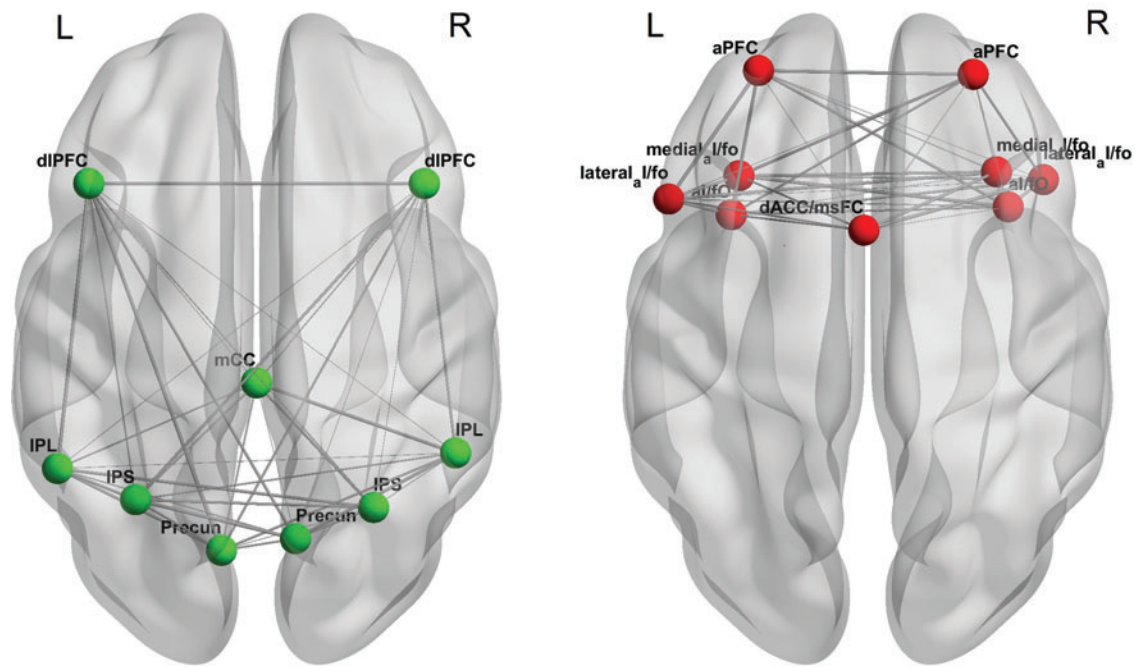 L
R
dlPFC
dlPFC
mCC
IPL
IPL
IPS
IPS
Precun
Precun
L
R
aPFC
aPFC
medial_aI/fo
medial_aI/fo
lateral_aI/fo
lateral_aI/fo
aI/fO
aI/fO
dACC/msFC